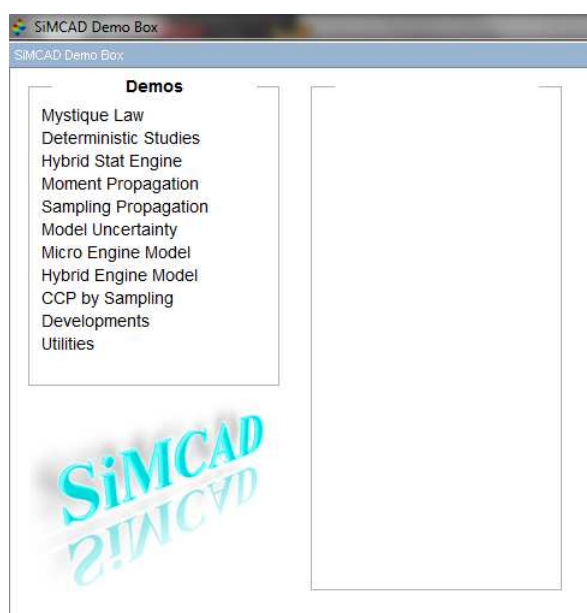 SiMCAD Demo Box
SiMCAD Demo Box
Demos
Mystique Law
Deterministic Studies
Hybrid Stat Engine
Moment Propagation
Sampling Propagation
Model Uncertainty
Micro Engine Model
Hybrid Engine Model
CCP by Sampling
Developments
Utilities
SiMCAD
SiMCAD